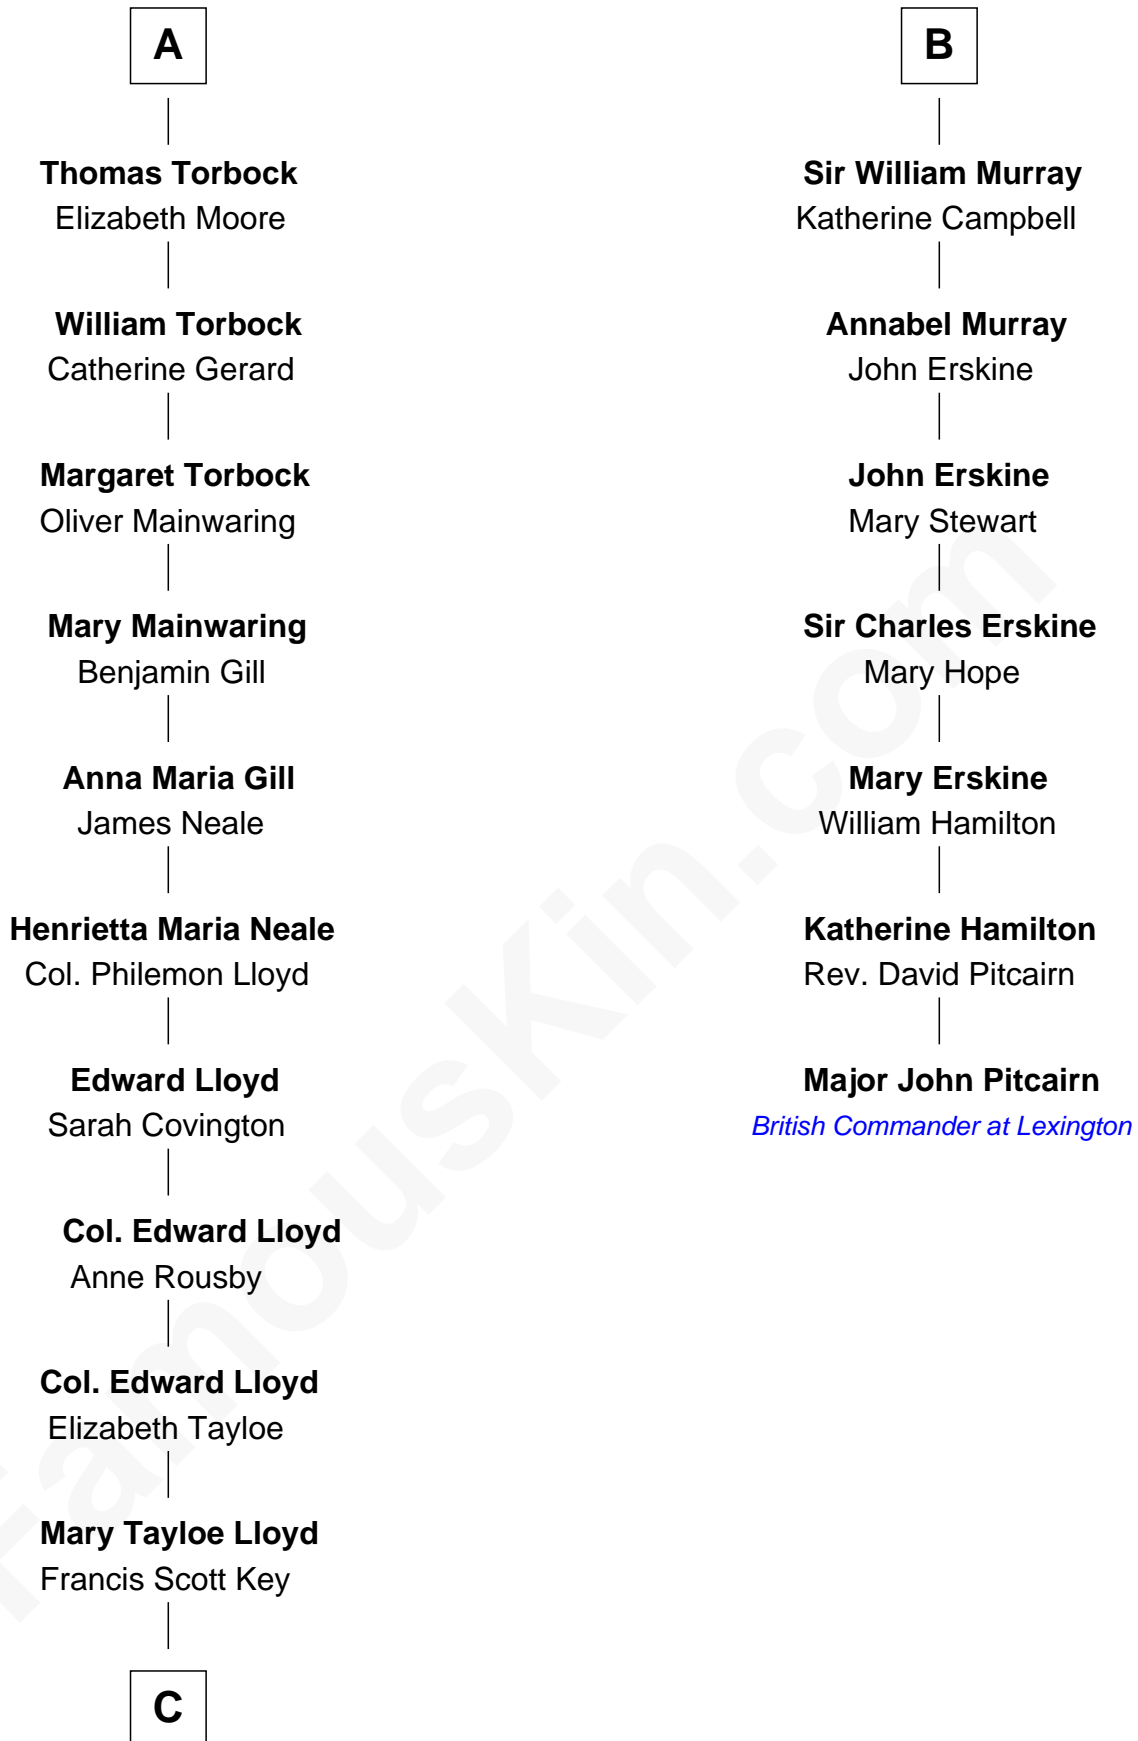 A
Thomas Torbock
Elizabeth Moore
William Torbock
Catherine Gerard
Margaret Torbock
Oliver Mainwaring
Mary Mainwaring
Benjamin Gill
Anna Maria Gill
James Neale
Henrietta Maria Neale
Col. Philemon Lloyd
Edward Lloyd
Sarah Covington
Col. Edward Lloyd
Anne Rousby
Col. Edward Lloyd
Elizabeth Tayloe
Mary Tayloe Lloyd
Francis Scott Key
C
B
Sir William Murray
Katherine Campbell
Annabel Murray
John Erskine
John Erskine
Mary Stewart
Sir Charles Erskine
Mary Hope
Mary Erskine
William Hamilton
Katherine Hamilton
Rev. David Pitcairn
Major John Pitcairn
British Commander at Lexington
FamousKin.com